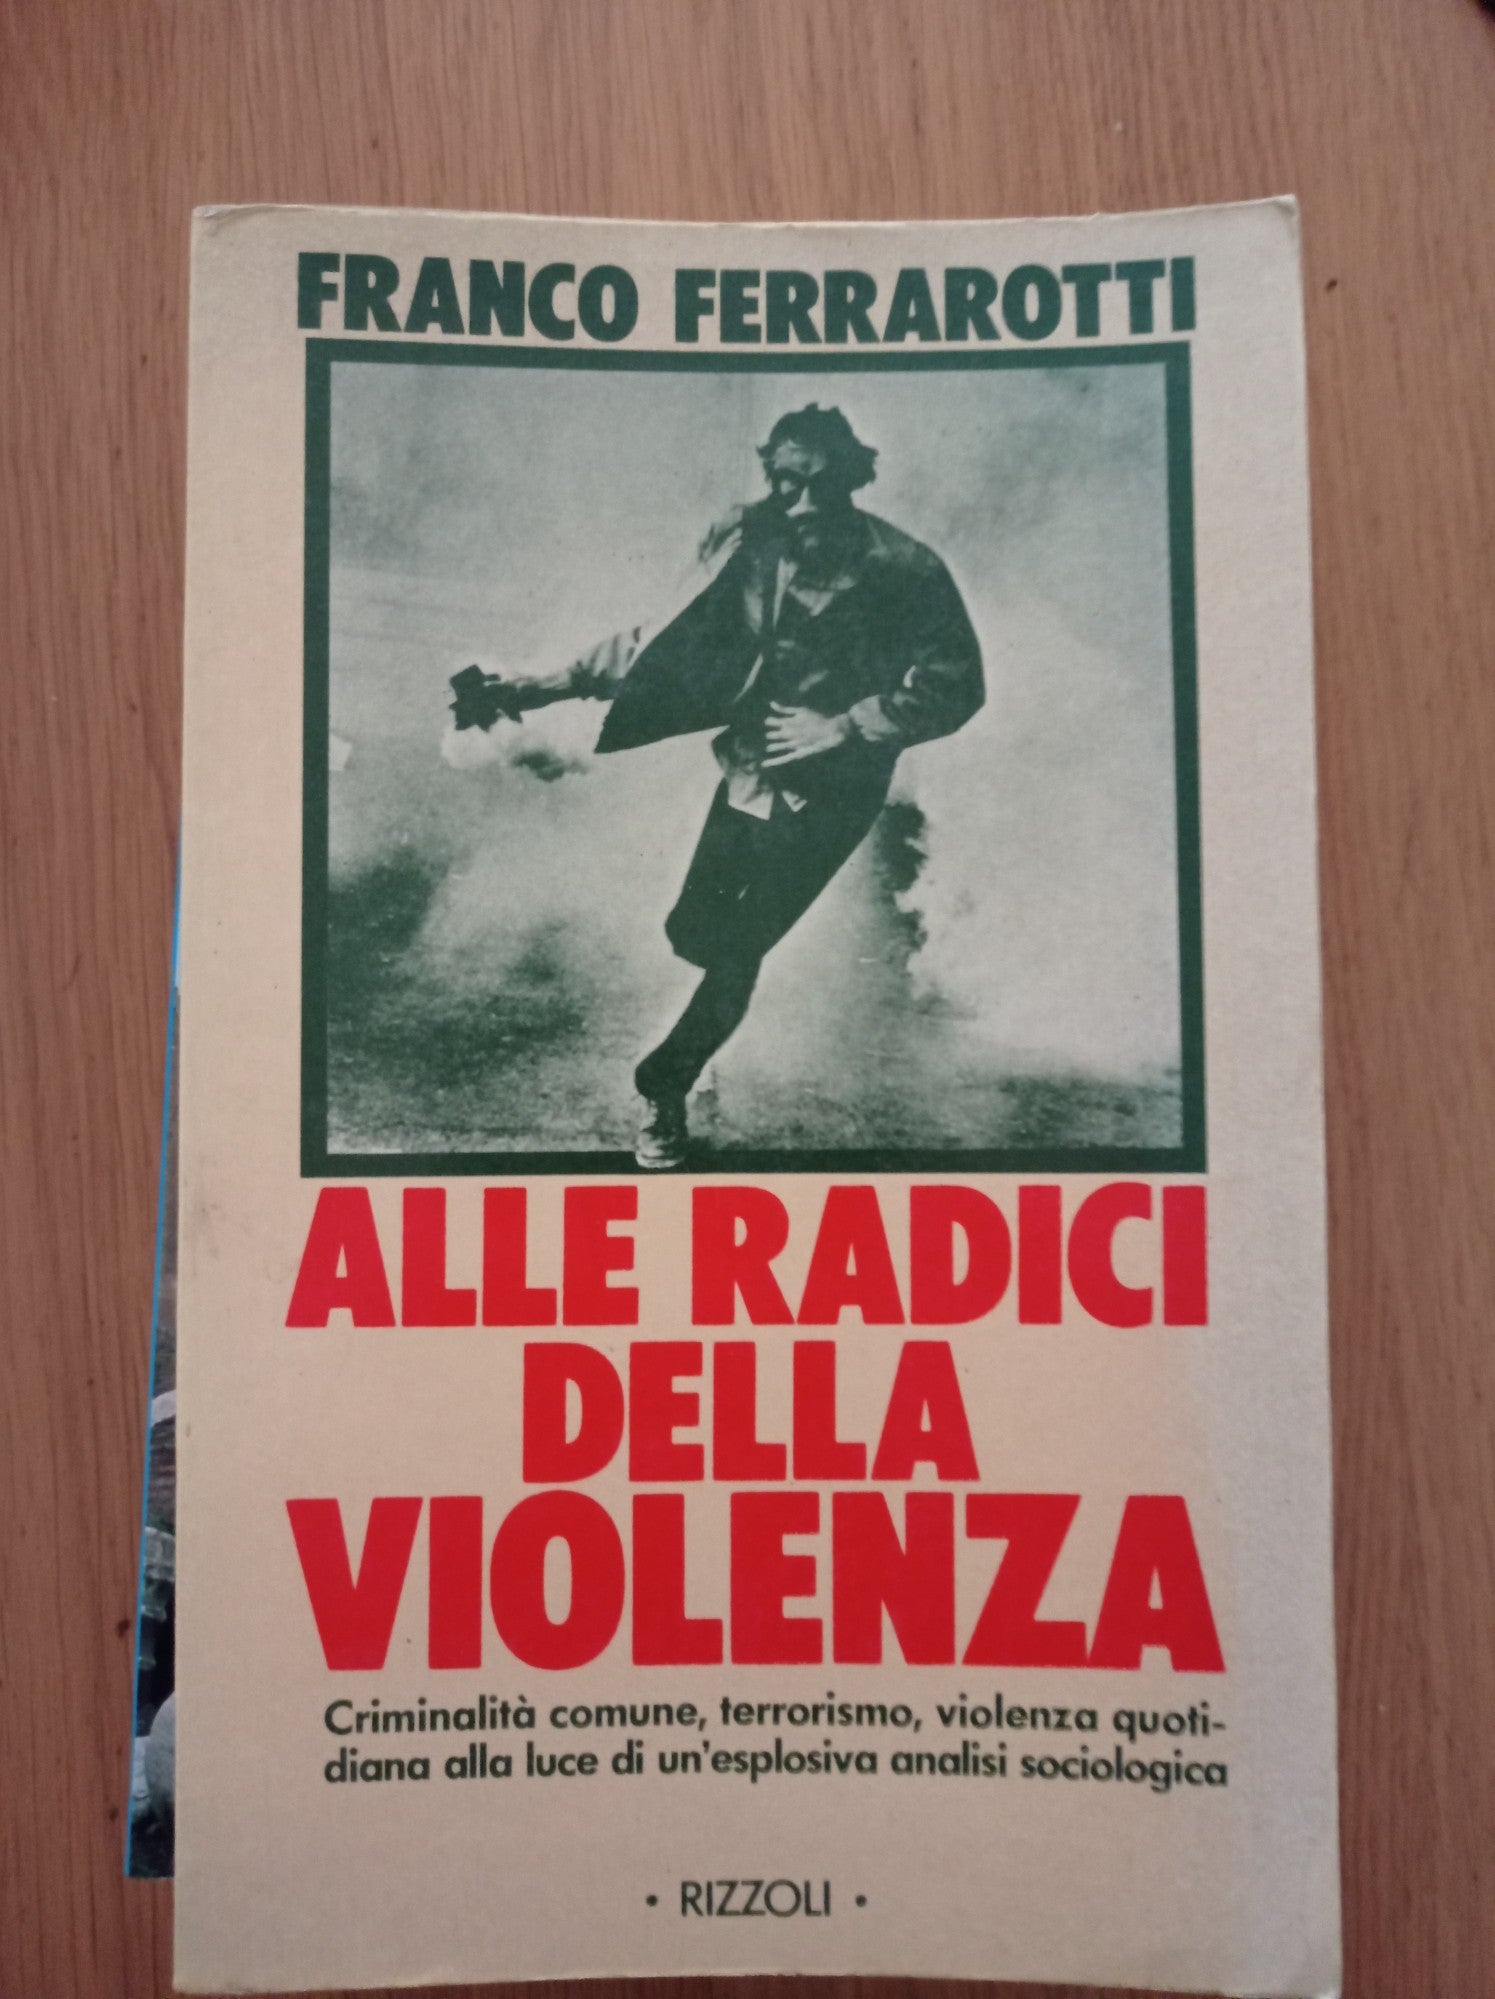 FRANCO FERRAROTTI
ALLE RADICI
DELLA
VIOLENZA
Criminalità comune, terrorismo, violenza quoti-
diana alla luce di un'esplosiva analisi sociologica
• RIZZOLI •